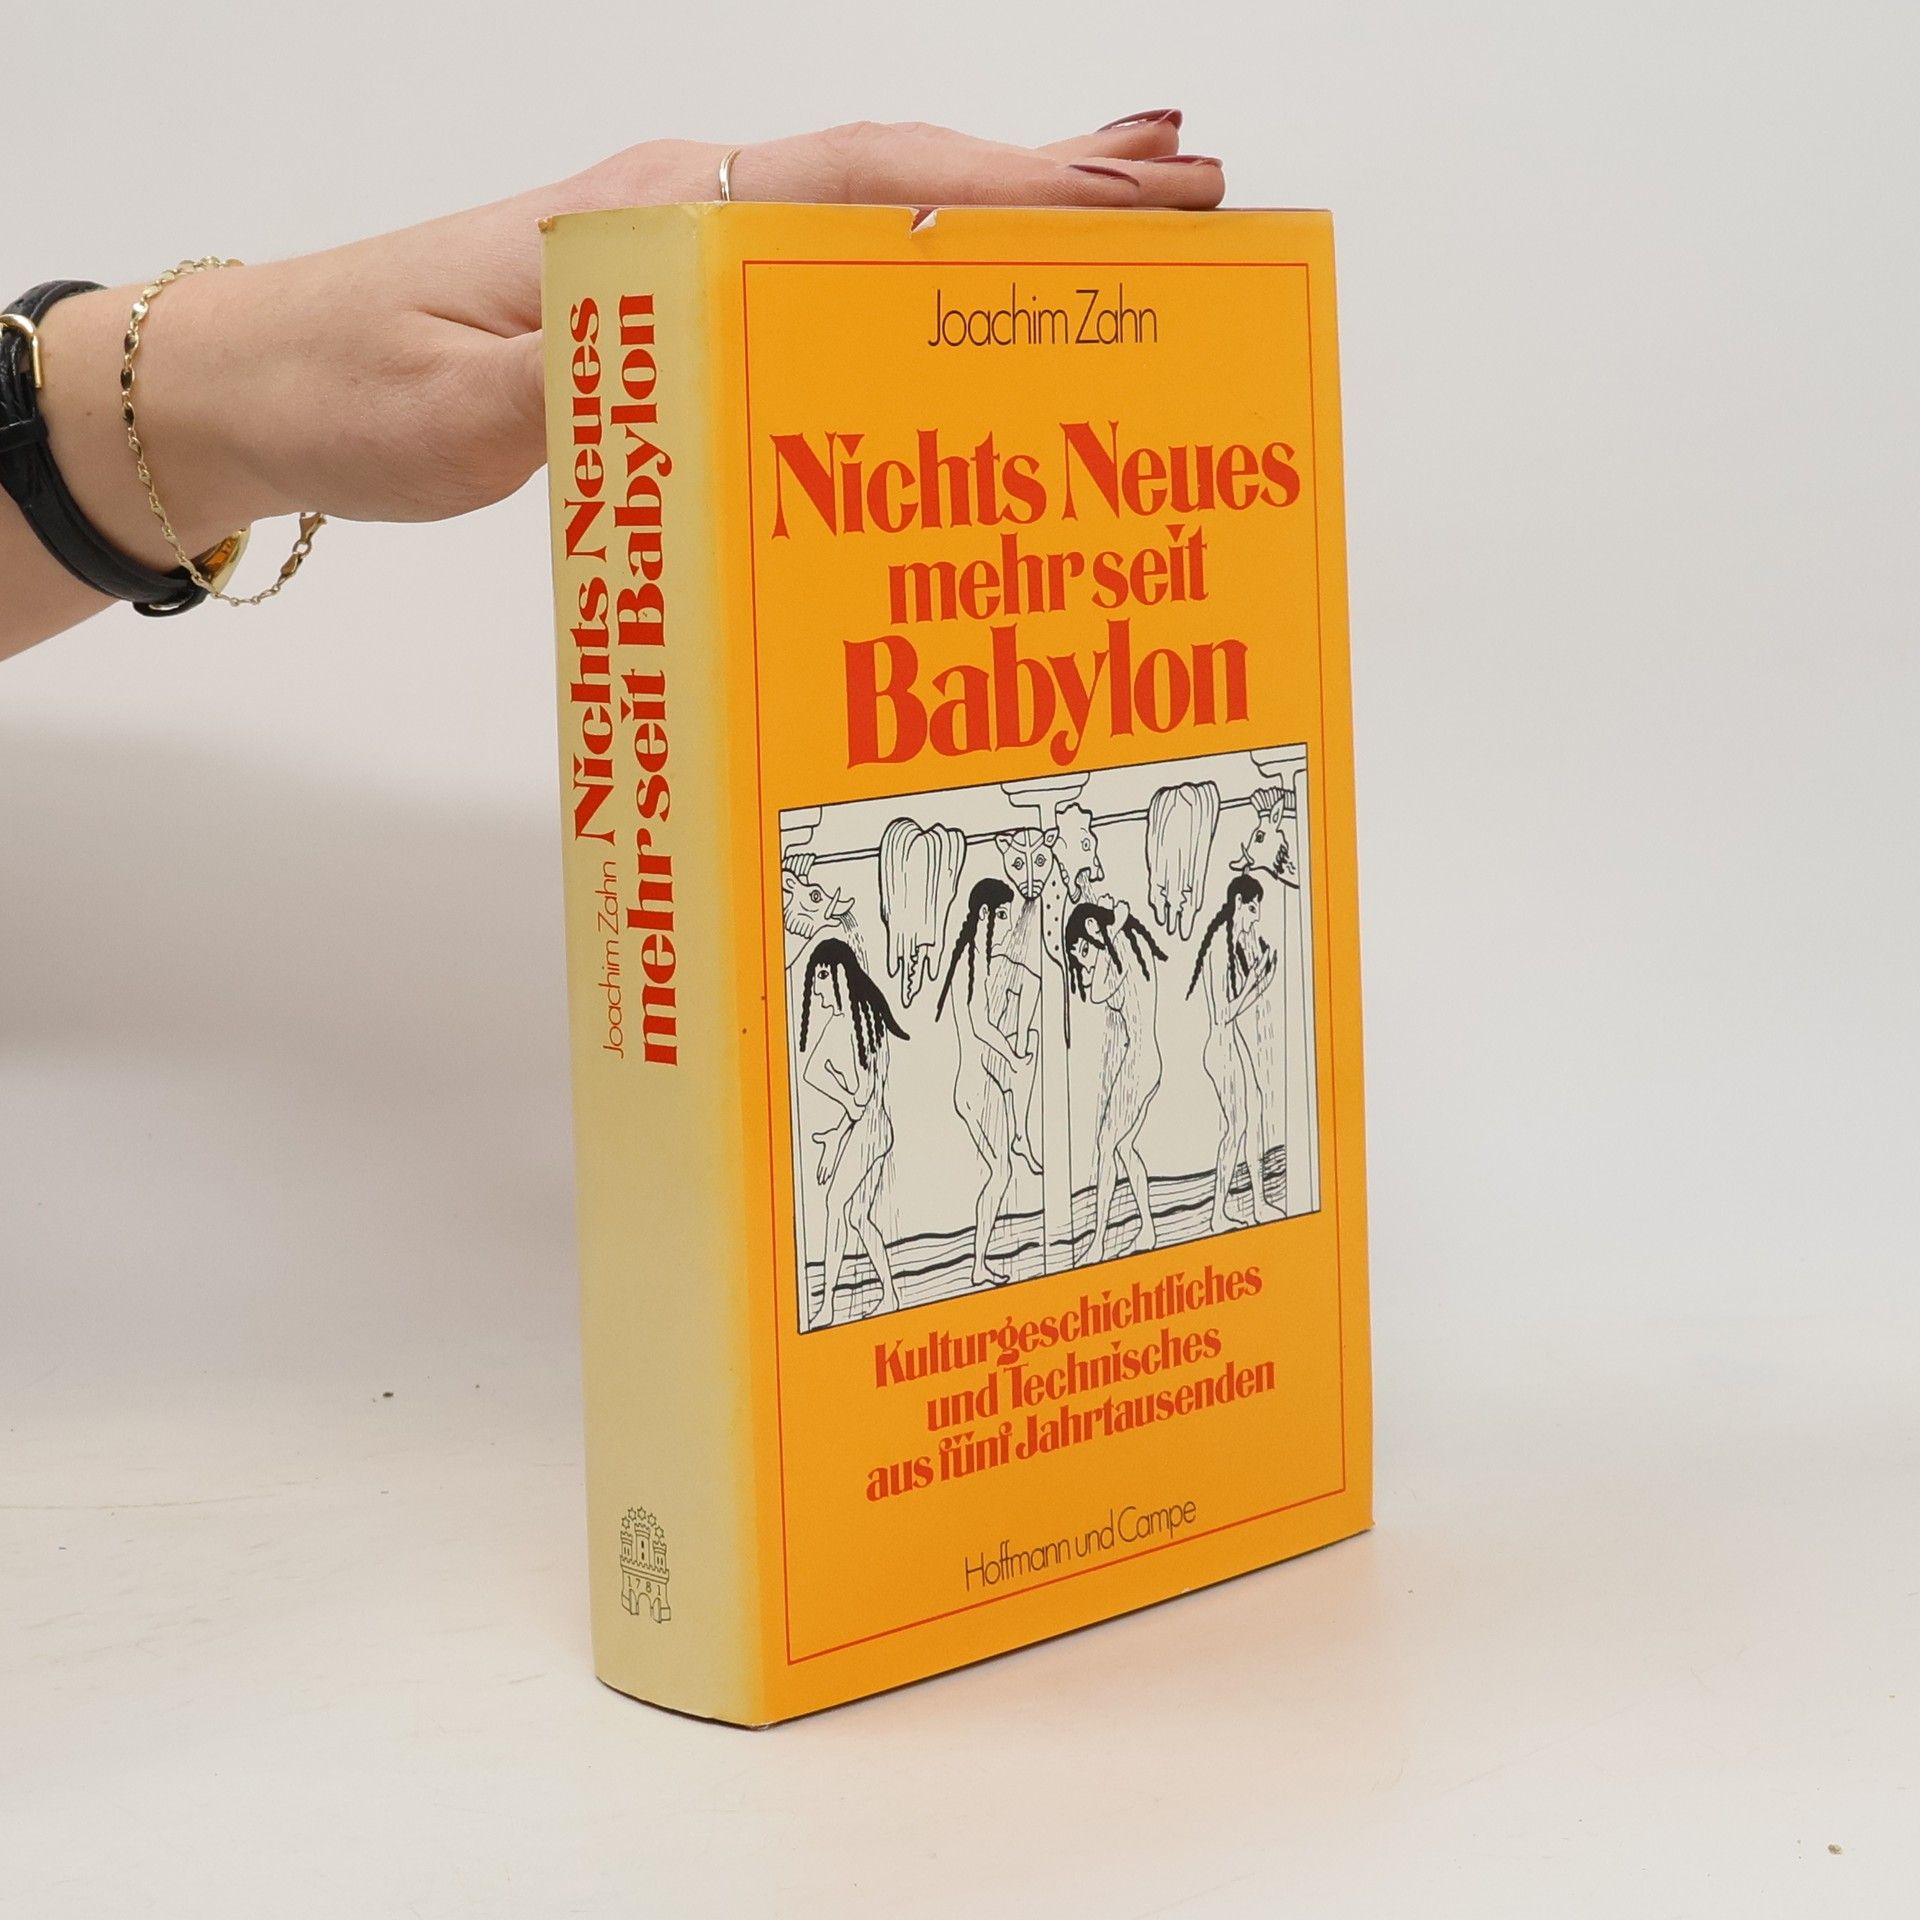 Joachim Zahn
Nichts Neues
mehr seit
Babylon
Kulturgeschichtliches
und Technisches
aus fünf Jahrtausenden
Hoffmann und Campe
Joachim Zahn
Nichts Neues
mehr seit Babylon
1781